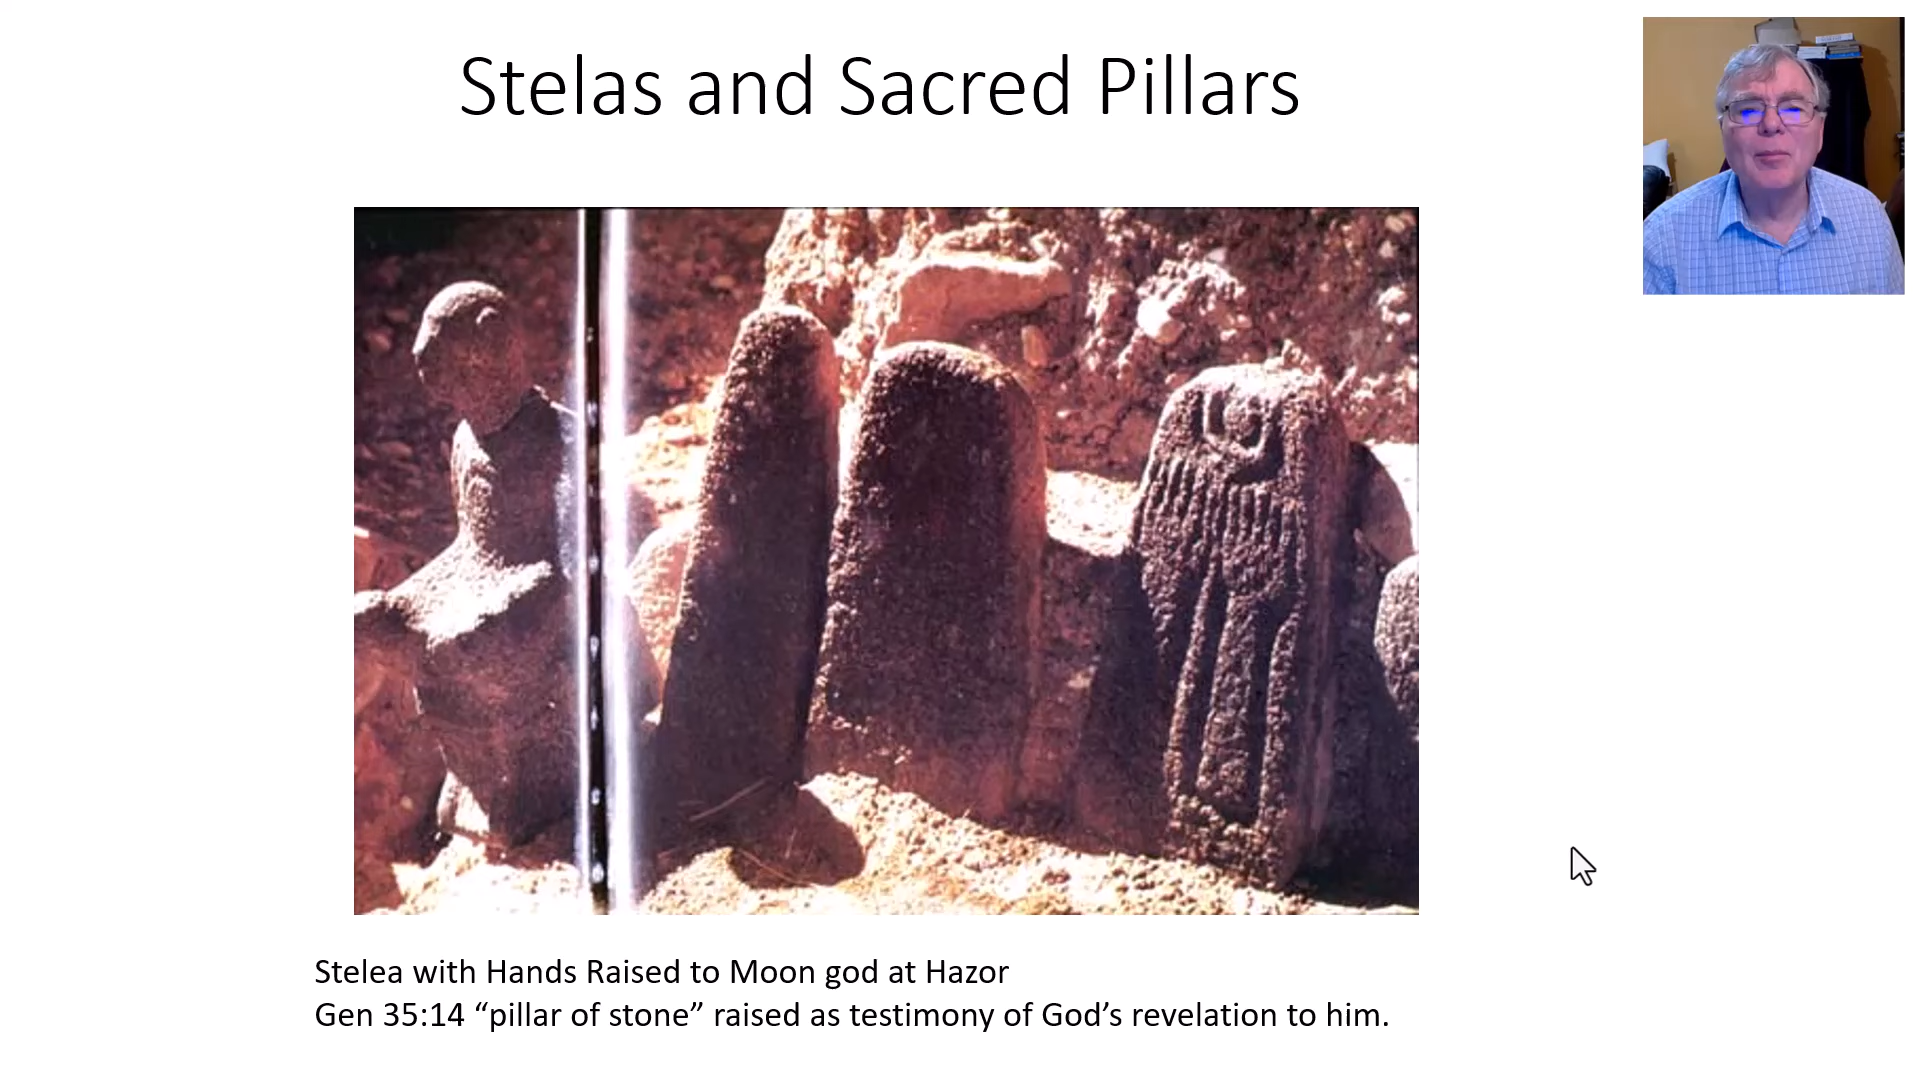 Stelas and Sacred Pillars
Stelea with Hands Raised to Moon god at Hazor
Gen 35:14 “pillar of stone” raised as testimony of God’s revelation to him.